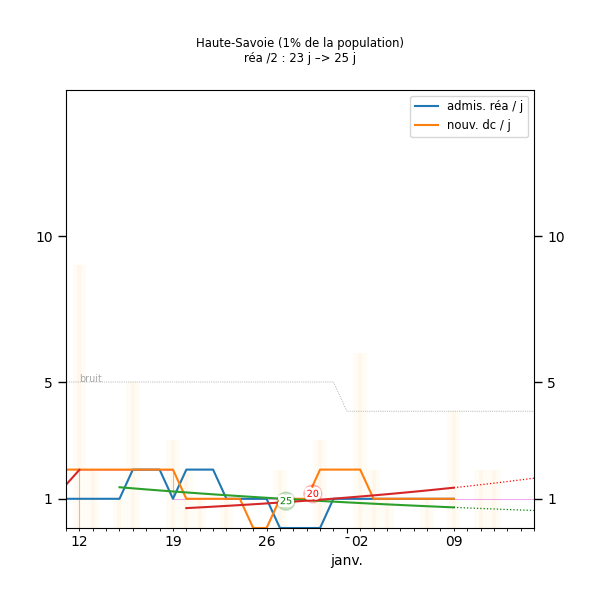 Haute-Savoie (1% de la population)
réa /2 : 23 j –> 25 j
admis. réa / j
nouv. dc / j
10 10
bruit
5 5
25 20
1 1
12 19 26 02 09
janv.